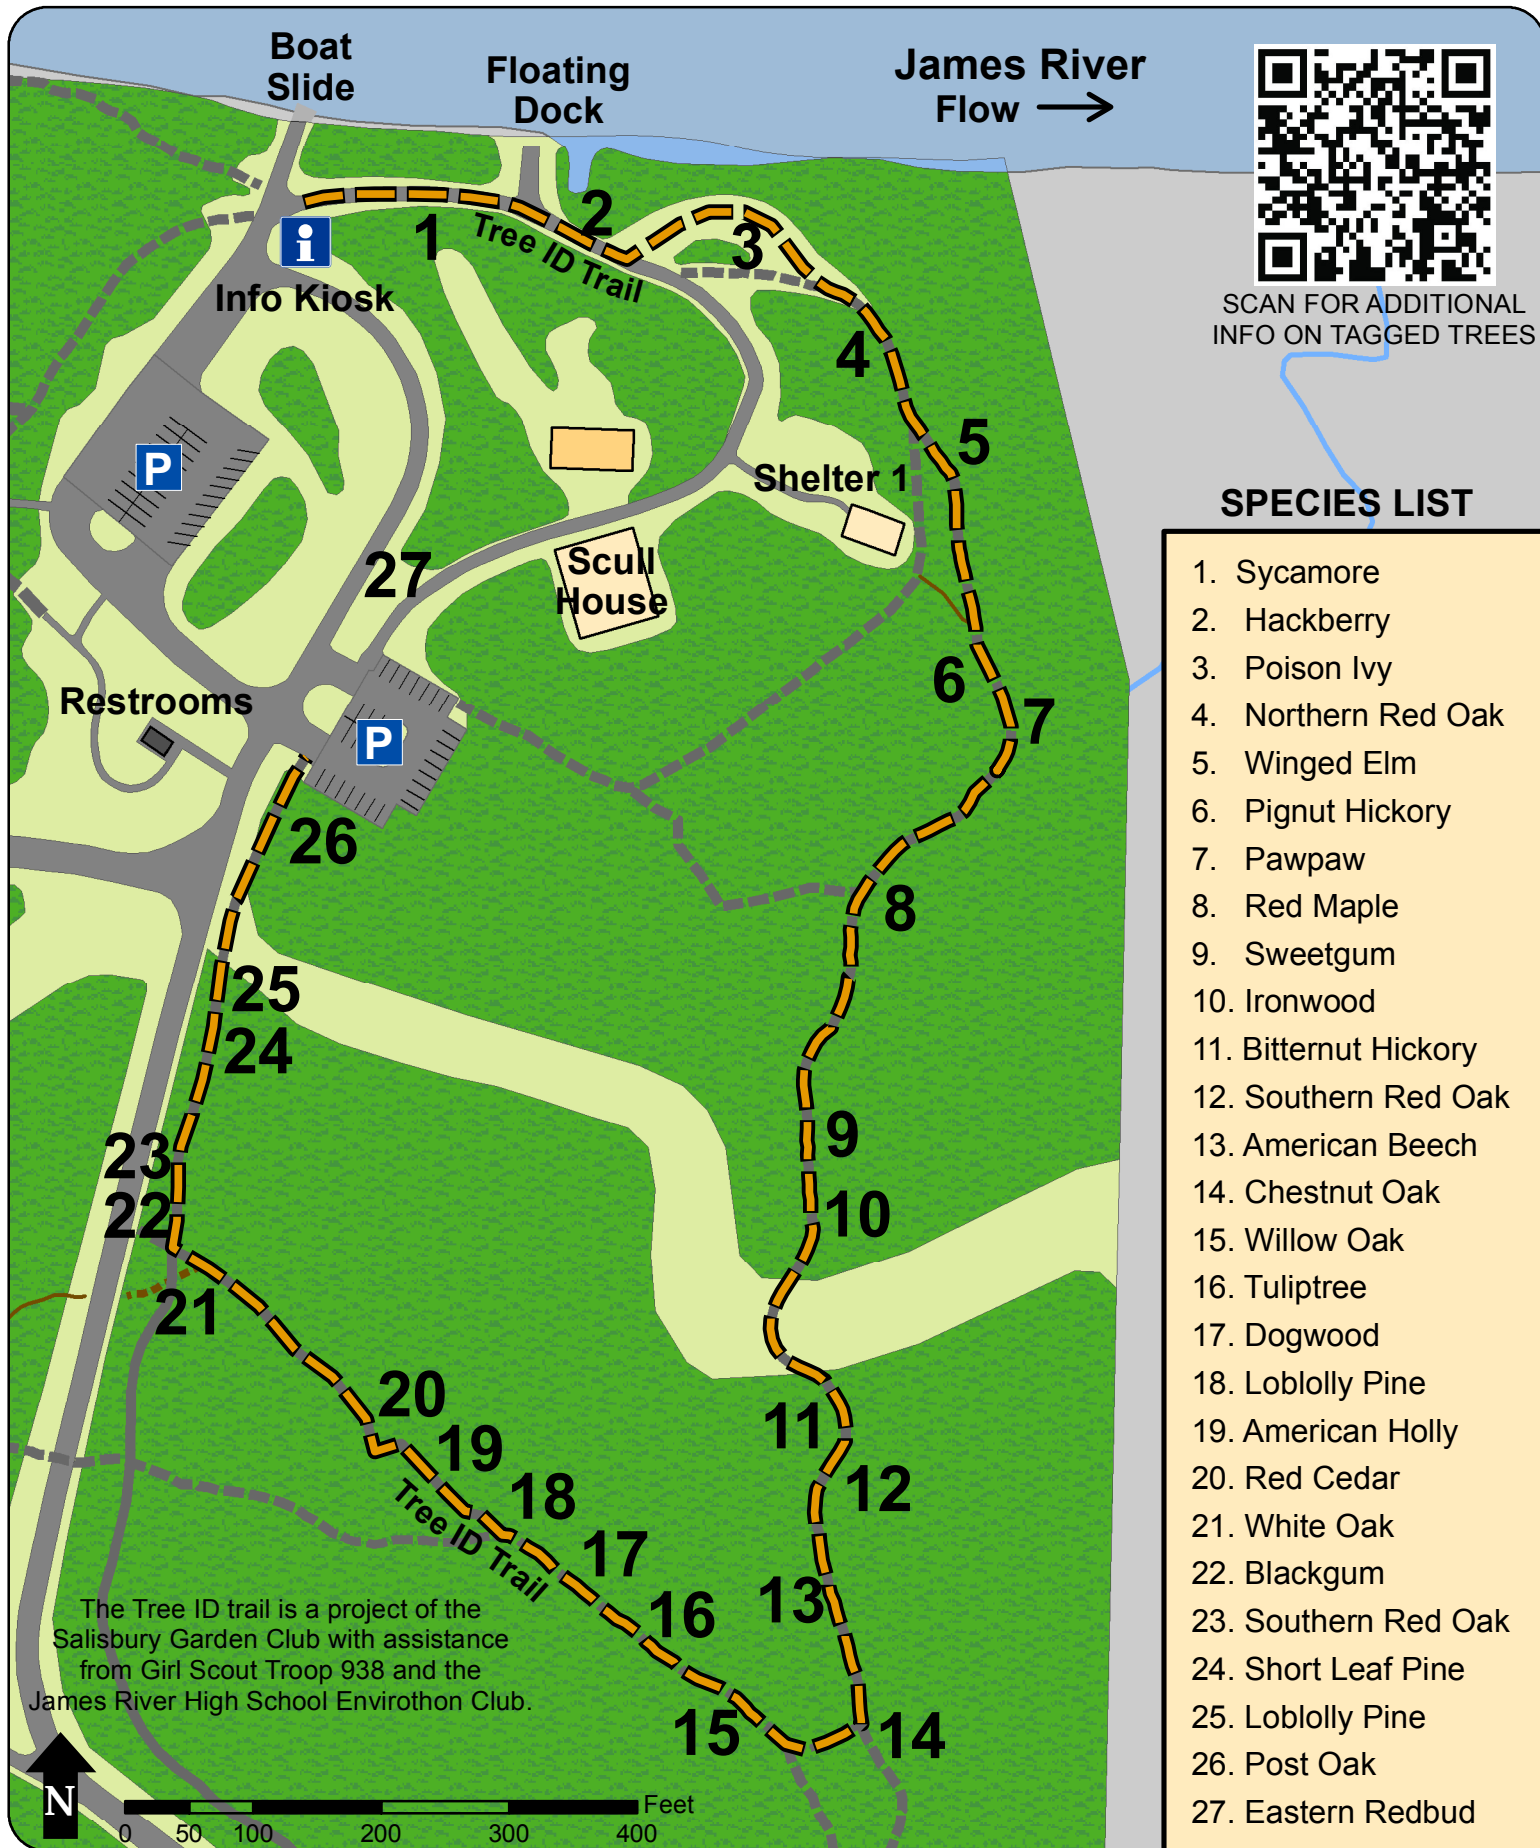 Boat
Slide
Floating
Dock
James River
Flow
SCAN FOR ADDITIONAL
INFO ON TAGGED TREES
1
2
3
Tree ID Trail
i
Info Kiosk
4
5
P
Shelter 1
27
Scull
House
6
7
Restrooms
P
26
8
25
24
9
23
22
10
21
20
11
19
12
18
Tree ID Trail
17
16
13
15
14
The Tree ID trail is a project of the
Salisbury Garden Club with assistance
from Girl Scout Troop 938 and the
James River High School Envirothon Club.
N
Feet
0 50 100 200 300 400
SPECIES LIST
1. Sycamore
2. Hackberry
3. Poison Ivy
4. Northern Red Oak
5. Winged Elm
6. Pignut Hickory
7. Pawpaw
8. Red Maple
9. Sweetgum
10. Ironwood
11. Bitternut Hickory
12. Southern Red Oak
13. American Beech
14. Chestnut Oak
15. Willow Oak
16. Tuliptree
17. Dogwood
18. Loblolly Pine
19. American Holly
20. Red Cedar
21. White Oak
22. Blackgum
23. Southern Red Oak
24. Short Leaf Pine
25. Loblolly Pine
26. Post Oak
27. Eastern Redbud